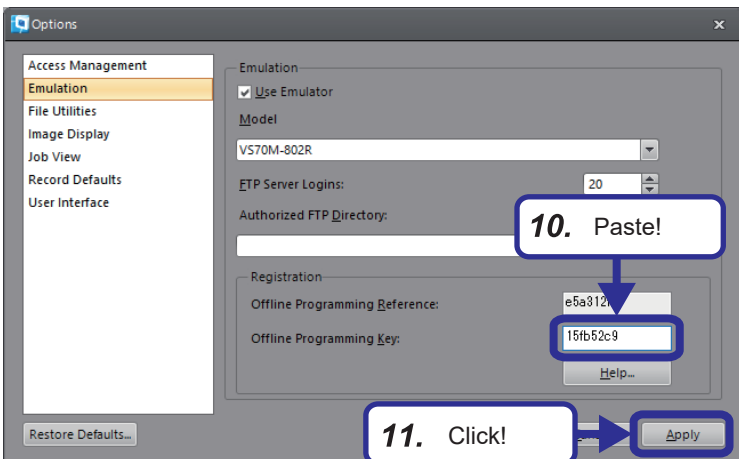 Options
Access Management
Emulation
File Utilities
Image Display
Job View
Record Defaults
User Interface
Emulation
Use Emulator
Model
VS70M-802R
FTP Server Logins:
20
Authorized FTP Directory:
10. Paste!
Registration
Offline Programming Reference:
e5a312
Offline Programming Key:
15fb52c9
Help...
Restore Defaults...
11. Click!
Apply